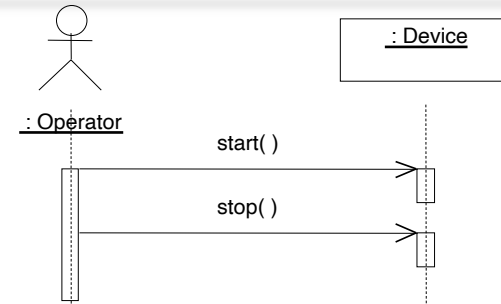 : Device
: Operator
start( )
stop( )